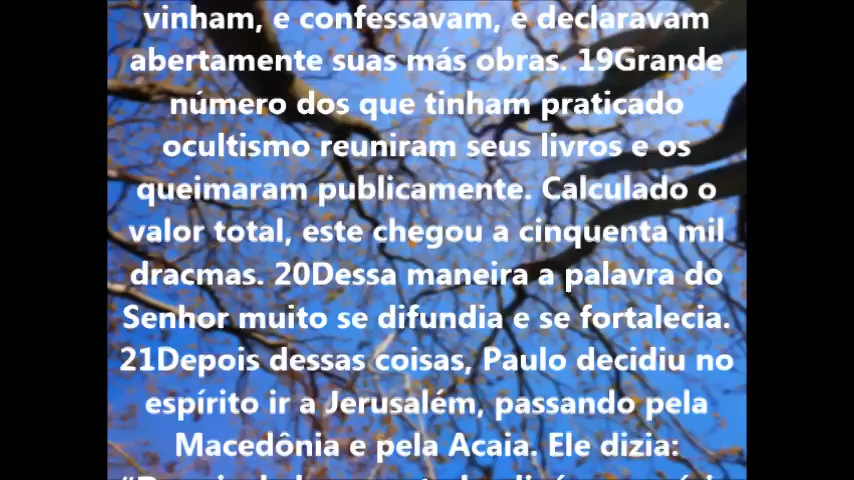 vinham, e confessavam, e declaravam
abertamente suas más obras. 19Grande
número dos que tinham praticado
ocultismo reuniram seus livros e os
queimaram publicamente. Calculado o
valor total, este chegou a cinquenta mil
dracmas. 20Dessa maneira a palavra do
Senhor muito se difundia e se fortalecia.
21Depois dessas coisas, Paulo decidiu no
espírito ir a Jerusalém, passando pela
Macedônia e pela Acaia. Ele dizia: